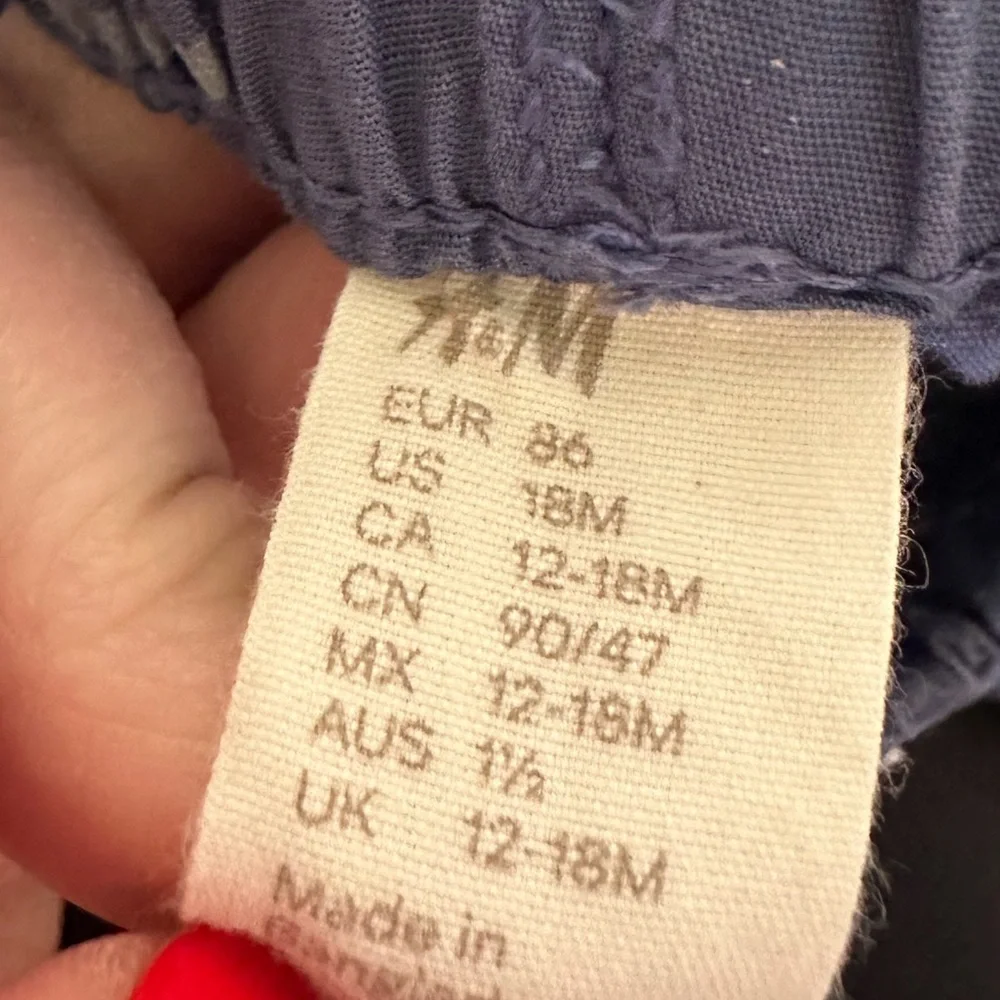 H&M
EUR 86
US 18M
CA 12-18M
CN 90/47
MX 12-18M
AUS 1½
UK 12-18M
Made in